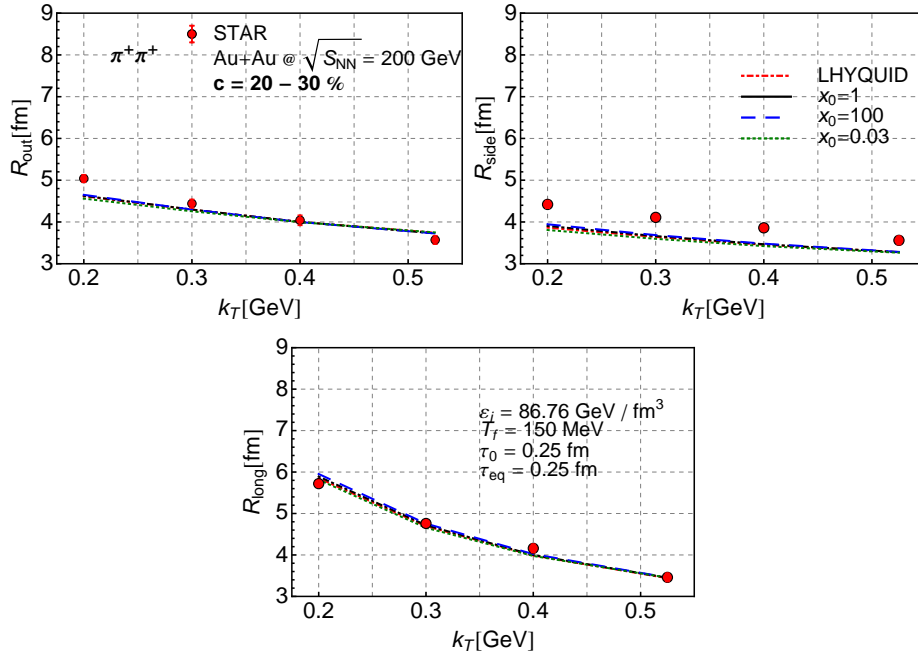 9
8
7
6
5
4
3
R_out[fm]
π⁺π⁺
STAR
Au+Au @ √S_NN = 200 GeV
c = 20 – 30 %
0.2 0.3 0.4 0.5
k_T[GeV]
9
8
7
6
5
4
3
R_side[fm]
LHYQUID
x₀=1
x₀=100
x₀=0.03
0.2 0.3 0.4 0.5
k_T[GeV]
9
8
7
6
5
4
3
R_long[fm]
ε_i = 86.76 GeV / fm³
T_f = 150 MeV
τ₀ = 0.25 fm
τ_eq = 0.25 fm
0.2 0.3 0.4 0.5
k_T[GeV]